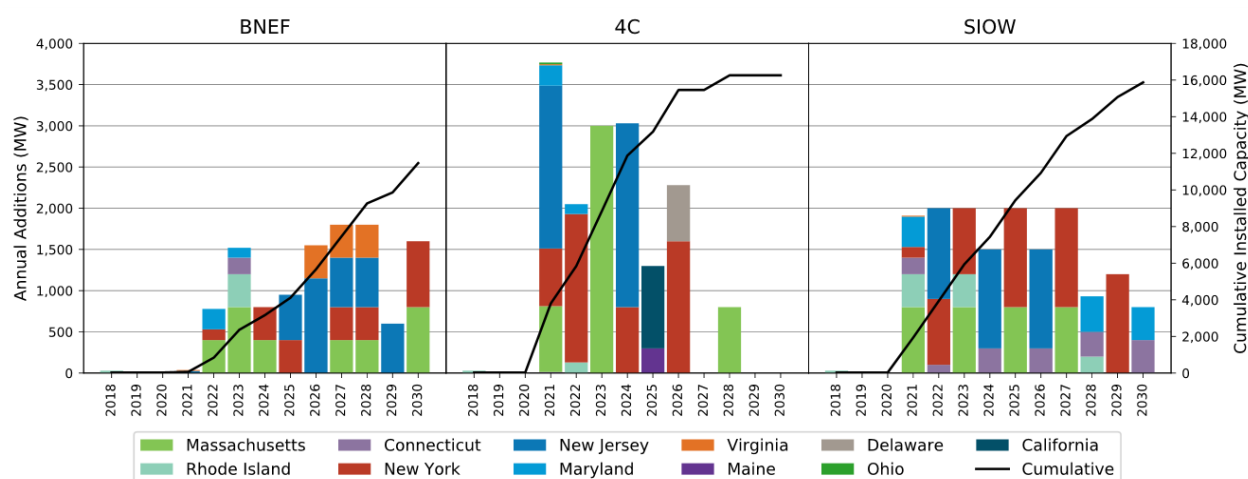 BNEF
4C
SIOW
Annual Additions (MW)
4,000
3,500
3,000
2,500
2,000
1,500
1,000
500
0
18,000
16,000
14,000
12,000
10,000
8,000
6,000
4,000
2,000
0
Cumulative Installed Capacity (MW)
2018 2019 2020 2021 2022 2023 2024 2025 2026 2027 2028 2029 2030
2018 2019 2020 2021 2022 2023 2024 2025 2026 2027 2028 2029 2030
2018 2019 2020 2021 2022 2023 2024 2025 2026 2027 2028 2029 2030
Massachusetts Connecticut New Jersey Virginia Delaware California
Rhode Island New York Maryland Maine Ohio Cumulative